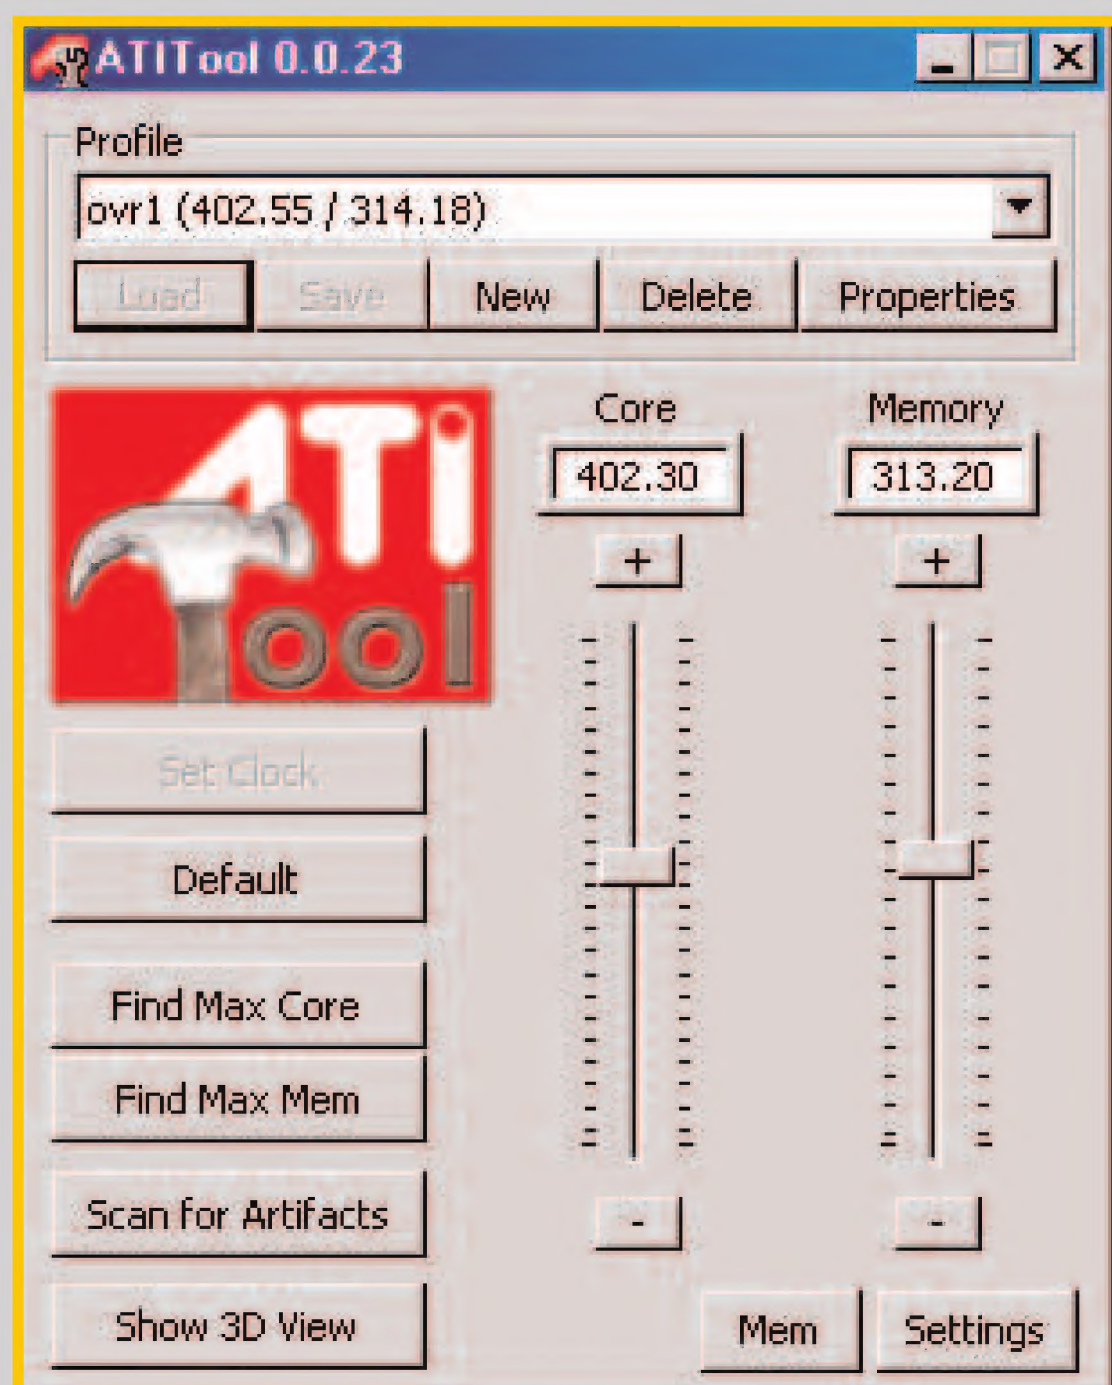 ATITool 0.0.23
Profile
ovr1 (402.55 / 314.18)
Load Save New Delete Properties
ATi Tool
Core Memory
402.30 313.20
+ +
Set Clock
Default
Find Max Core
Find Max Mem
Scan for Artifacts
- -
Show 3D View
Mem Settings